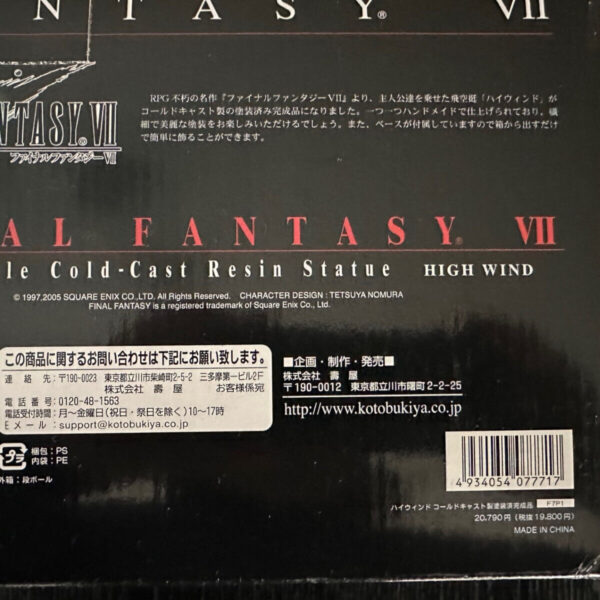 NTASY® VII
RPG 不朽の名作『ファイナルファンタジーVII』より、主人公達を乗せた飛空挺「ハイウィンド」が
コールドキャスト製の塗装済み完成品になりました。一つ一つハンドメイドで仕上げられており、繊
細で美麗な塗装をお楽しみいただけるでしょう。また、ベースが付属していますので箱から出すだけ
で簡単に飾ることができます。
NTASY® VII
ファイナルファンタジーVII
AL FANTASY® VII
le Cold-Cast Resin Statue HIGH WIND
© 1997,2005 SQUARE ENIX CO.,LTD. All Rights Reserved. CHARACTER DESIGN : TETSUYA NOMURA
FINAL FANTASY is a registered trademark of Square Enix Co., Ltd.
この商品に関するお問い合わせは下記にお願い致します。
連絡先:〒190-0023 東京都立川市柴崎町2-5-2 三多摩第一ビル2F
株式会社 壽屋 お客様係宛
電話番号:0120-48-1563
電話受付時間:月～金曜日(祝日・祭日を除く)10～17時
Eメール:support@kotobukiya.co.jp
■企画・制作・発売■
株式会社 壽屋
〒190-0012 東京都立川市曙町2-2-25
http://www.kotobukiya.co.jp
プラ
梱包:PS
内袋:PE
外箱:段ボール
4 934054 077717
ハイウィンド コールドキャスト製塗装済完成品 F7P1
20,790円(税抜19,800円)
MADE IN CHINA